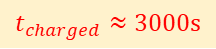 t_charged ≈ 3000s